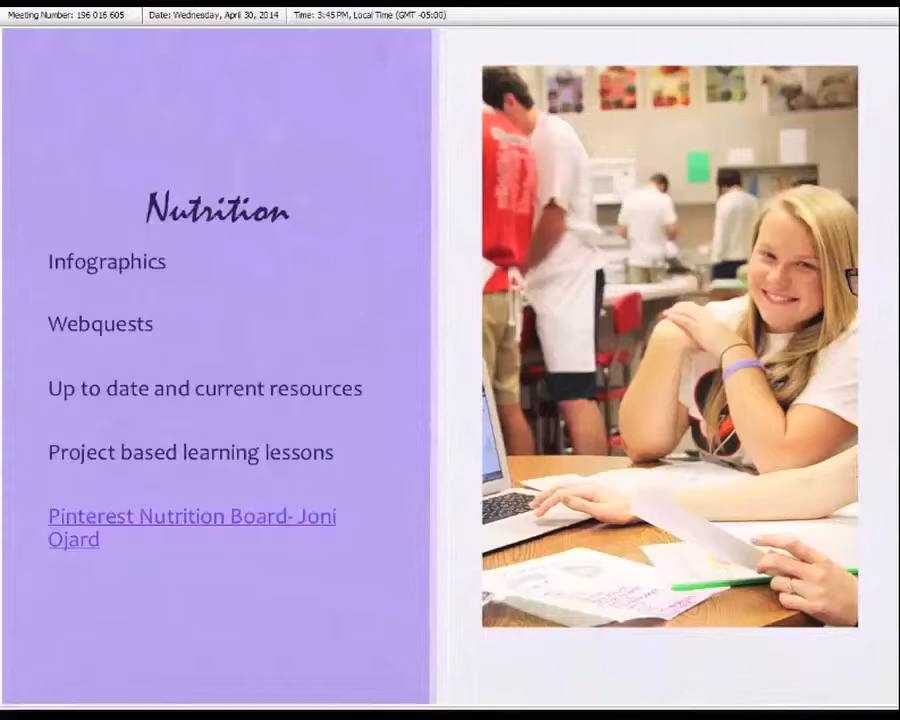 Meeting Number: 196 016 605 Date: Wednesday, April 30, 2014 Time: 3:45 PM, Local Time (GMT -05:00)
Nutrition
Infographics
Webquests
Up to date and current resources
Project based learning lessons
Pinterest Nutrition Board- Joni
Ojard